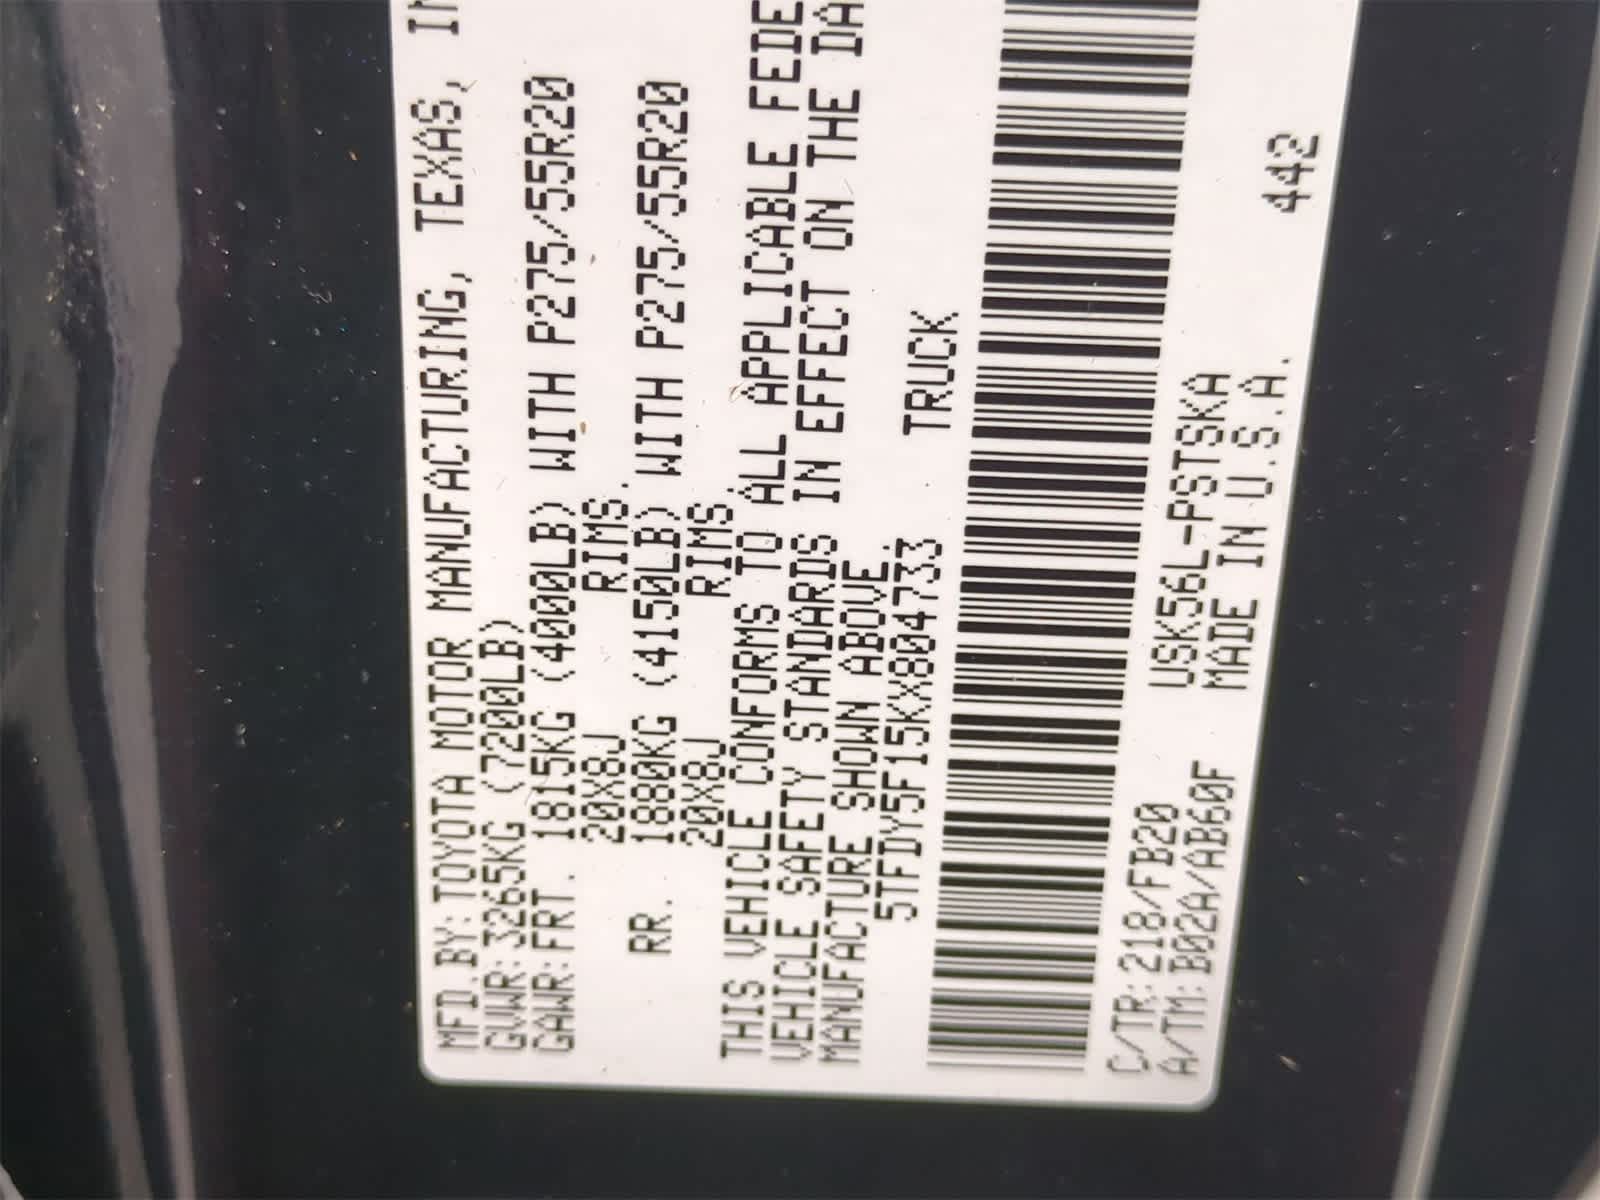 MFD.BY: TOYOTA MOTOR MANUFACTURING, TEXAS, IN
GVWR:3265KG (7200LB)
GAWR:FRT. 1815KG (4000LB) WITH P275/55R20
20X8J RIMS.
RR. 1880KG (4150LB) WITH P275/55R20
20X8J RIMS.
THIS VEHICLE CONFORMS TO ALL APPLICABLE FEDE
VEHICLE SAFETY STANDARDS IN EFFECT ON THE DA
MANUFACTURE SHOWN ABOVE.
5TFDY5F15KX804733 TRUCK
C/TR:218/FB20 USK56L-PSTSKA 442
A/TM:B02A/AB60F MADE IN U.S.A.